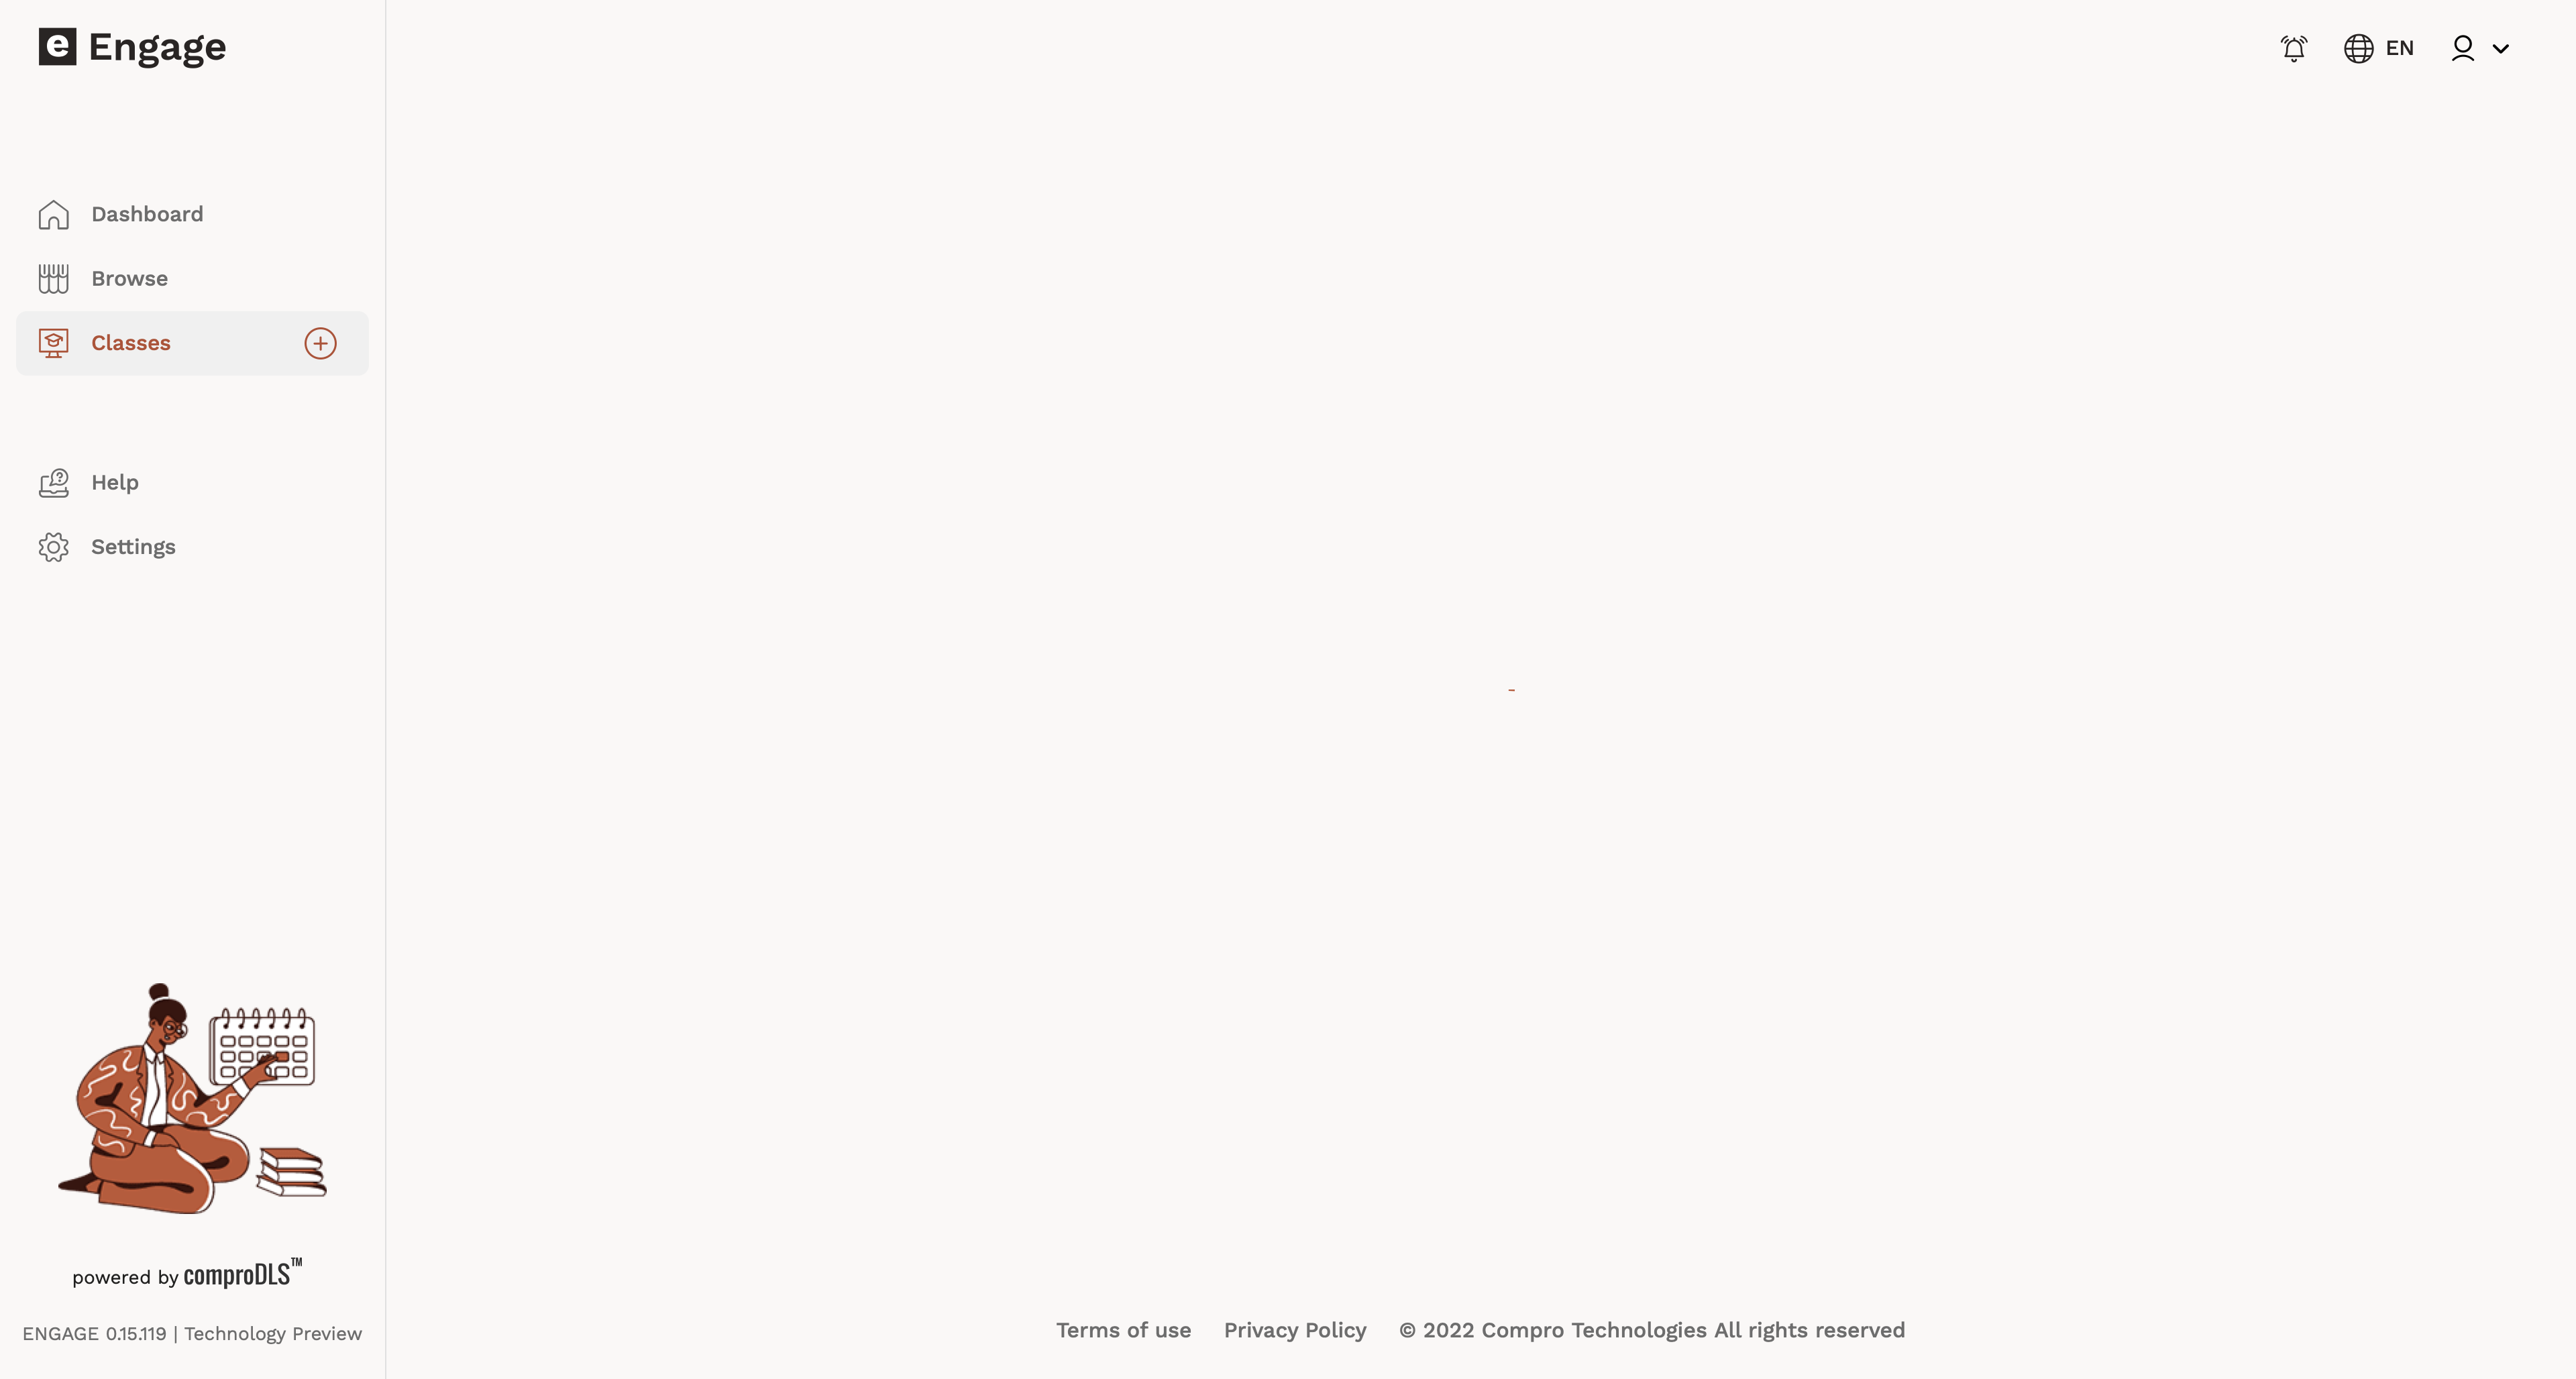 e Engage
EN
Dashboard
Browse
Classes
Help
Settings
powered by comproDLS™
ENGAGE 0.15.119 | Technology Preview
Terms of use Privacy Policy © 2022 Compro Technologies All rights reserved